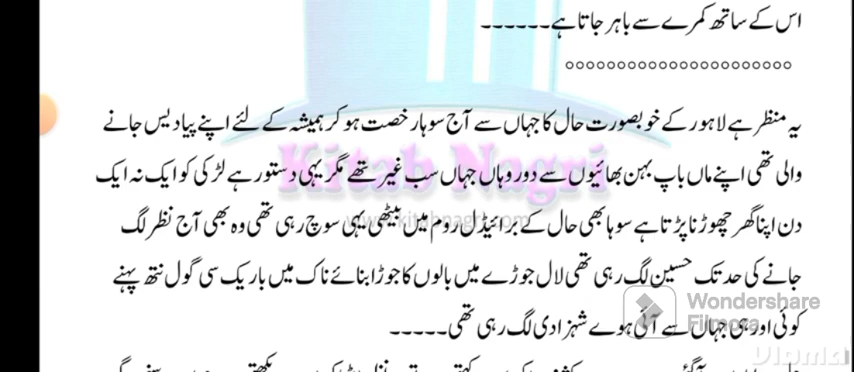 اس کے ساتھ کمرے سے باہر جاتا ہے۔۔۔۔۔۔
○○○○○○○○○○○○○○○○○○○○○○
یہ منظر ہے لاہور کے خوبصورت حال کا جہاں سے آج سوہا رخصت ہو کر ہمیشہ کے لئے اپنے پیا دیس جانے
والی تھی اپنے ماں باپ بہن بھائیوں سے دور وہاں جہاں سب غیر تھے مگر یہی دستور ہے لڑکی کو ایک نہ ایک
Kitab Nagri
دن اپنا گھر چھوڑنا پڑتا ہے سوہا بھی حال کے برائیڈل روم میں بیٹھی یہی سوچ رہی تھی وہ بھی آج نظر لگ
جانے کی حد تک حسین لگ رہی تھی لال جوڑے میں بالوں کا جوڑا بنائے ناک میں باریک سی گول نتھ پہنے
Wondershare
Filmora
کوئی اور ہی جہاں سے آئی ہوے شہزادی لگ رہی تھی۔۔۔۔۔